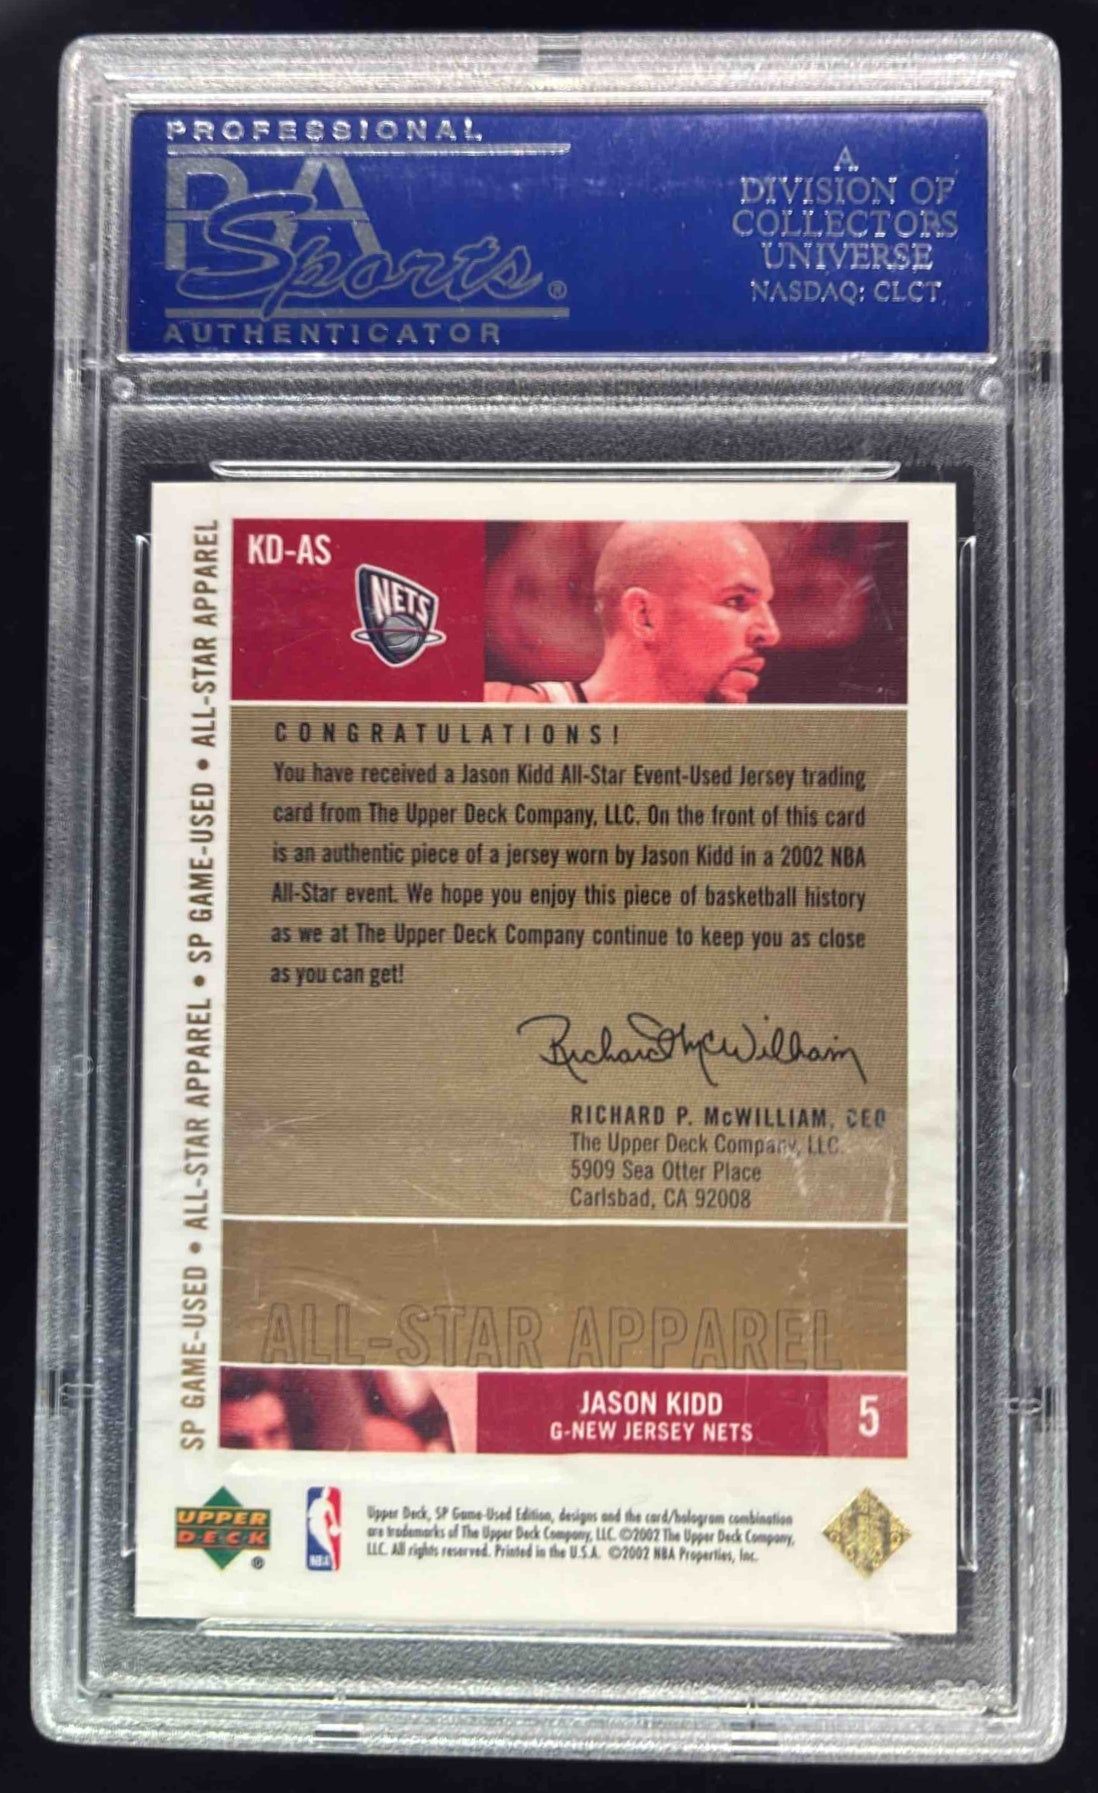 PROFESSIONAL
PSA
Sports®
AUTHENTICATOR
A
DIVISION OF
COLLECTORS
UNIVERSE
NASDAQ: CLCT
SP GAME-USED • ALL-STAR APPAREL • SP GAME-USED • ALL-STAR APPAREL
KD-AS
NETS
CONGRATULATIONS!
You have received a Jason Kidd All-Star Event-Used Jersey trading
card from The Upper Deck Company, LLC. On the front of this card
is an authentic piece of a jersey worn by Jason Kidd in a 2002 NBA
All-Star event. We hope you enjoy this piece of basketball history
as we at The Upper Deck Company continue to keep you as close
as you can get!
Richard McWilliam
RICHARD P. McWILLIAM, CEO
The Upper Deck Company, LLC.
5909 Sea Otter Place
Carlsbad, CA 92008
ALL-STAR APPAREL
JASON KIDD
G-NEW JERSEY NETS
5
UPPER
DECK
®
NBA
Upper Deck, SP Game-Used Edition, designs and the card/hologram combination
are trademarks of The Upper Deck Company, LLC. ©2002 The Upper Deck Company,
LLC. All rights reserved. Printed in the U.S.A. ©2002 NBA Properties, Inc.